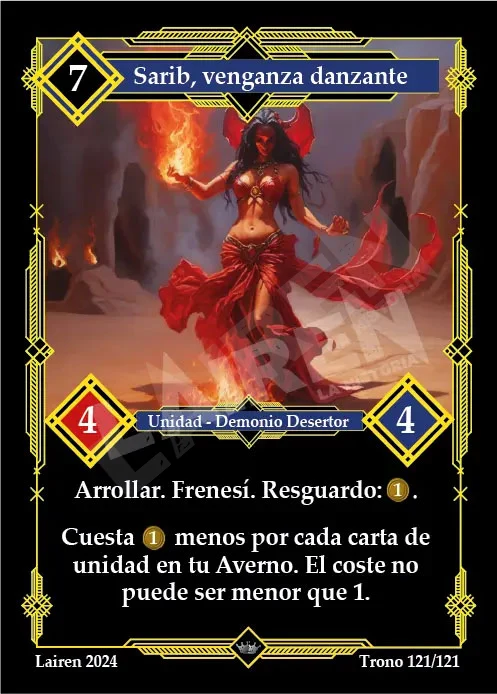 7
Sarib, venganza danzante
4
Unidad - Demonio Desertor
4
Arrollar. Frenesí. Resguardo: 1.
Cuesta 1 menos por cada carta de
unidad en tu Averno. El coste no
puede ser menor que 1.
Lairen 2024
Trono 121/121